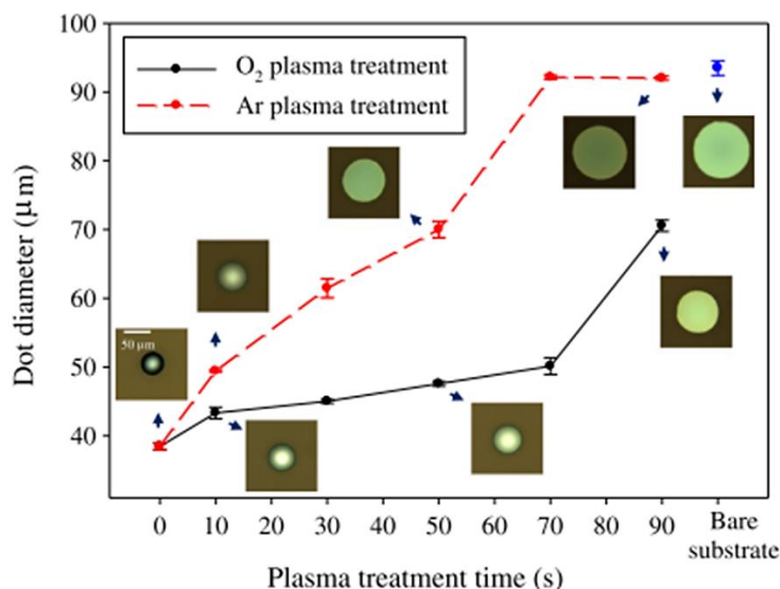 100
90
80
70
60
50
40
Dot diameter (μm)
O₂ plasma treatment
Ar plasma treatment
50 μm
0 10 20 30 40 50 60 70 80 90 Bare
substrate
Plasma treatment time (s)